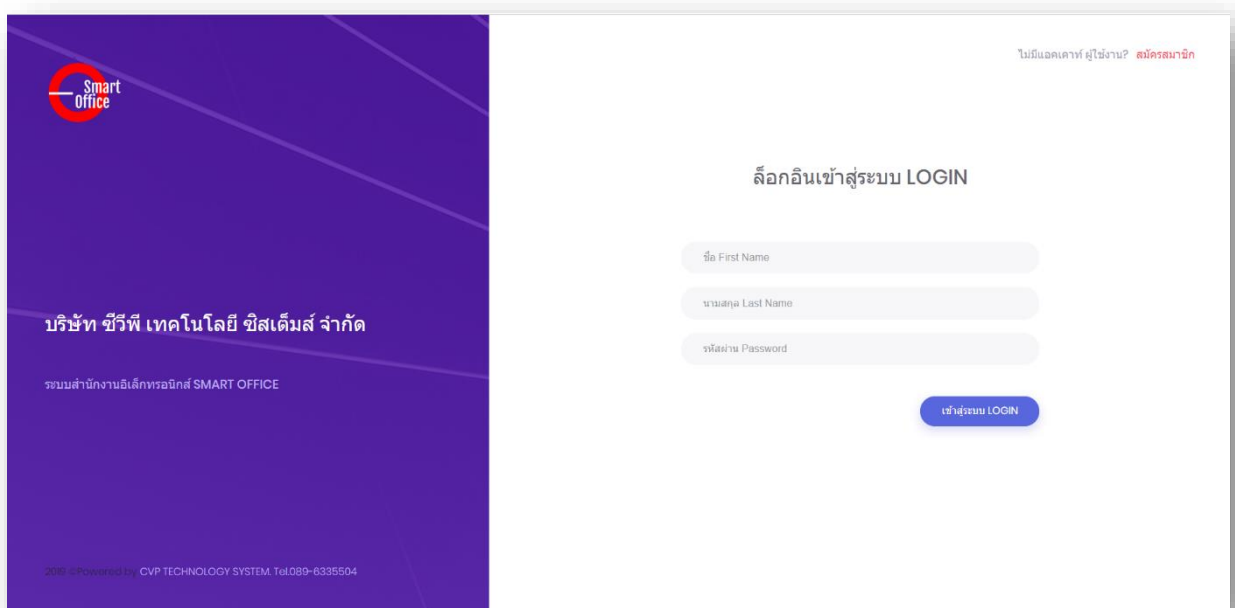 Smart
Office
ไม่มีแอคเคาท์ ผู้ใช้งาน? สมัครสมาชิก
ล็อกอินเข้าสู่ระบบ LOGIN
ชื่อ First Name
นามสกุล Last Name
รหัสผ่าน Password
เข้าสู่ระบบ LOGIN
บริษัท ซีวีพี เทคโนโลยี ซิสเต็มส์ จำกัด
ระบบสำนักงานอิเล็กทรอนิกส์ SMART OFFICE
2019 ©Powered by CVP TECHNOLOGY SYSTEM. Tel.089-6335504